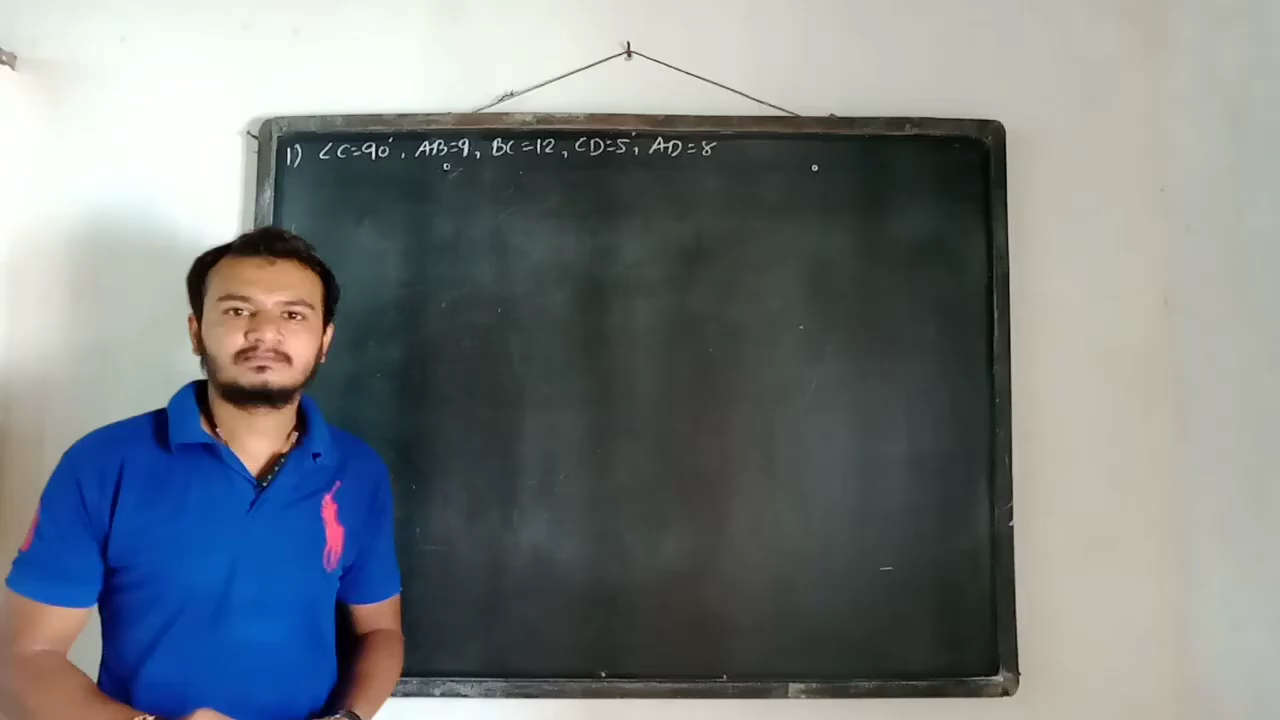 1) ∠C=90°, AB=9, BC=12, CD=5, AD=8